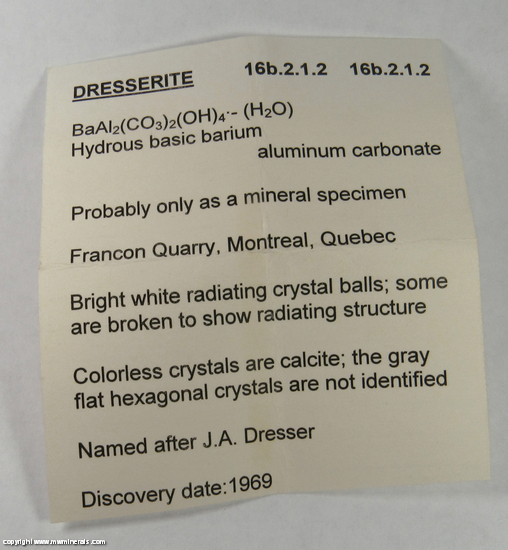 DRESSERITE 16b.2.1.2 16b.2.1.2
BaAl₂(CO₃)₂(OH)₄·- (H₂O)
Hydrous basic barium
aluminum carbonate
Probably only as a mineral specimen
Francon Quarry, Montreal, Quebec
Bright white radiating crystal balls; some
are broken to show radiating structure
Colorless crystals are calcite; the gray
flat hexagonal crystals are not identified
Named after J.A. Dresser
Discovery date:1969
copyright www.mwminerals.com